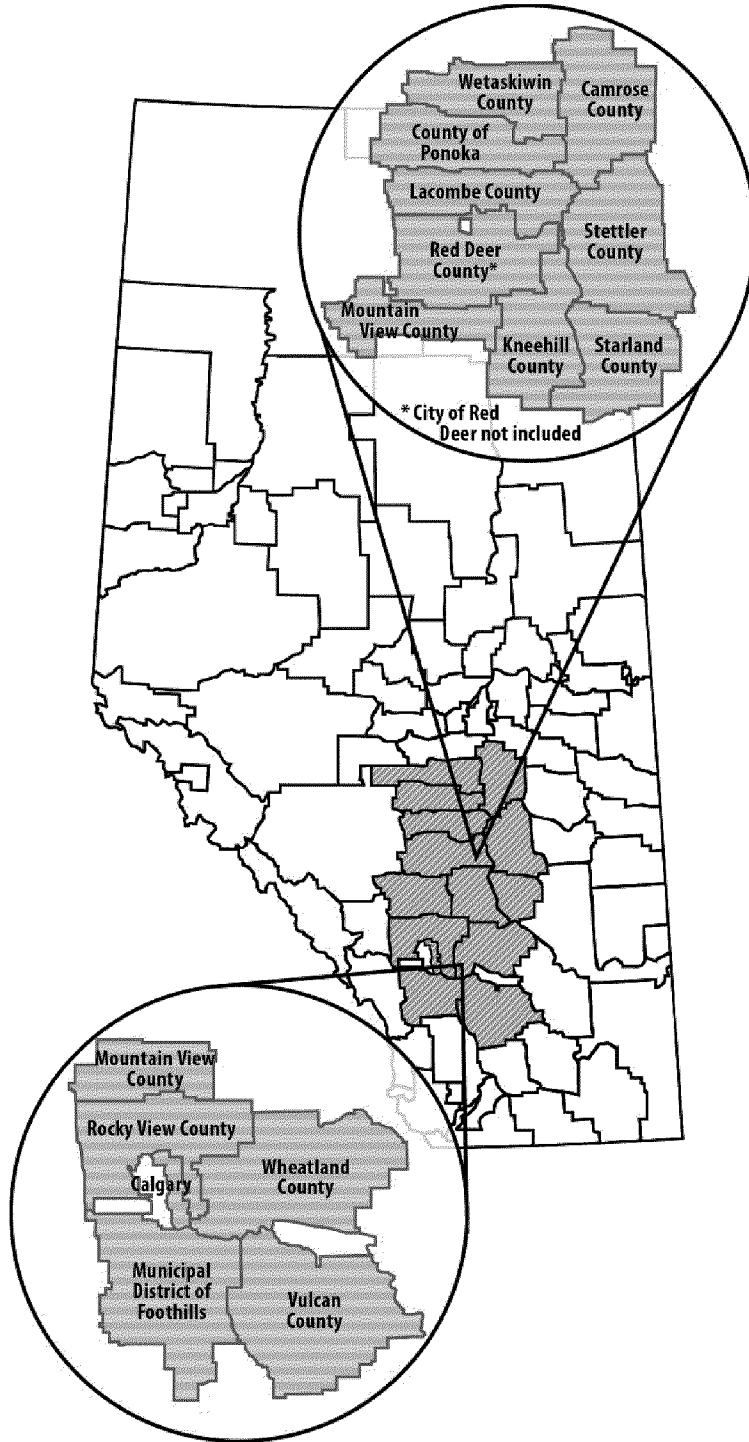 Wetaskiwin
County
Camrose
County
County of
Ponoka
Lacombe County
Stettler
County
Red Deer
County*
Mountain
View County
Kneehill
County
Starland
County
* City of Red
Deer not included
Mountain View
County
Rocky View County
Calgary
Wheatland
County
Municipal
District of
Foothills
Vulcan
County